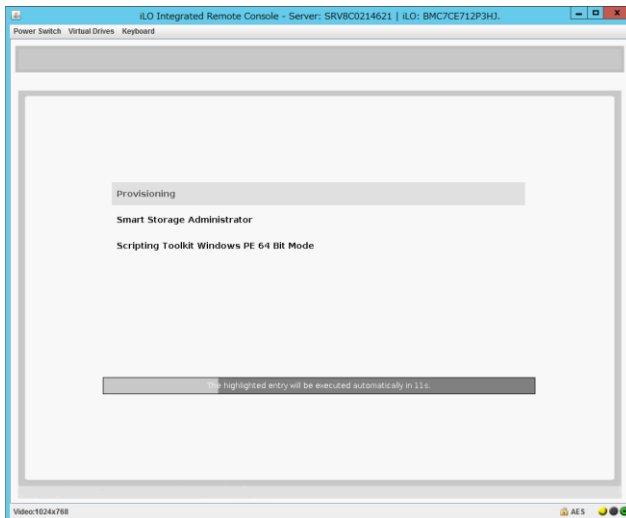 iLO Integrated Remote Console - Server: SRV8C0214621 | iLO: BMC7CE712P3HJ.
Power Switch Virtual Drives Keyboard
Provisioning
Smart Storage Administrator
Scripting Toolkit Windows PE 64 Bit Mode
The highlighted entry will be executed automatically in 11s.
Video:1024x768 AES